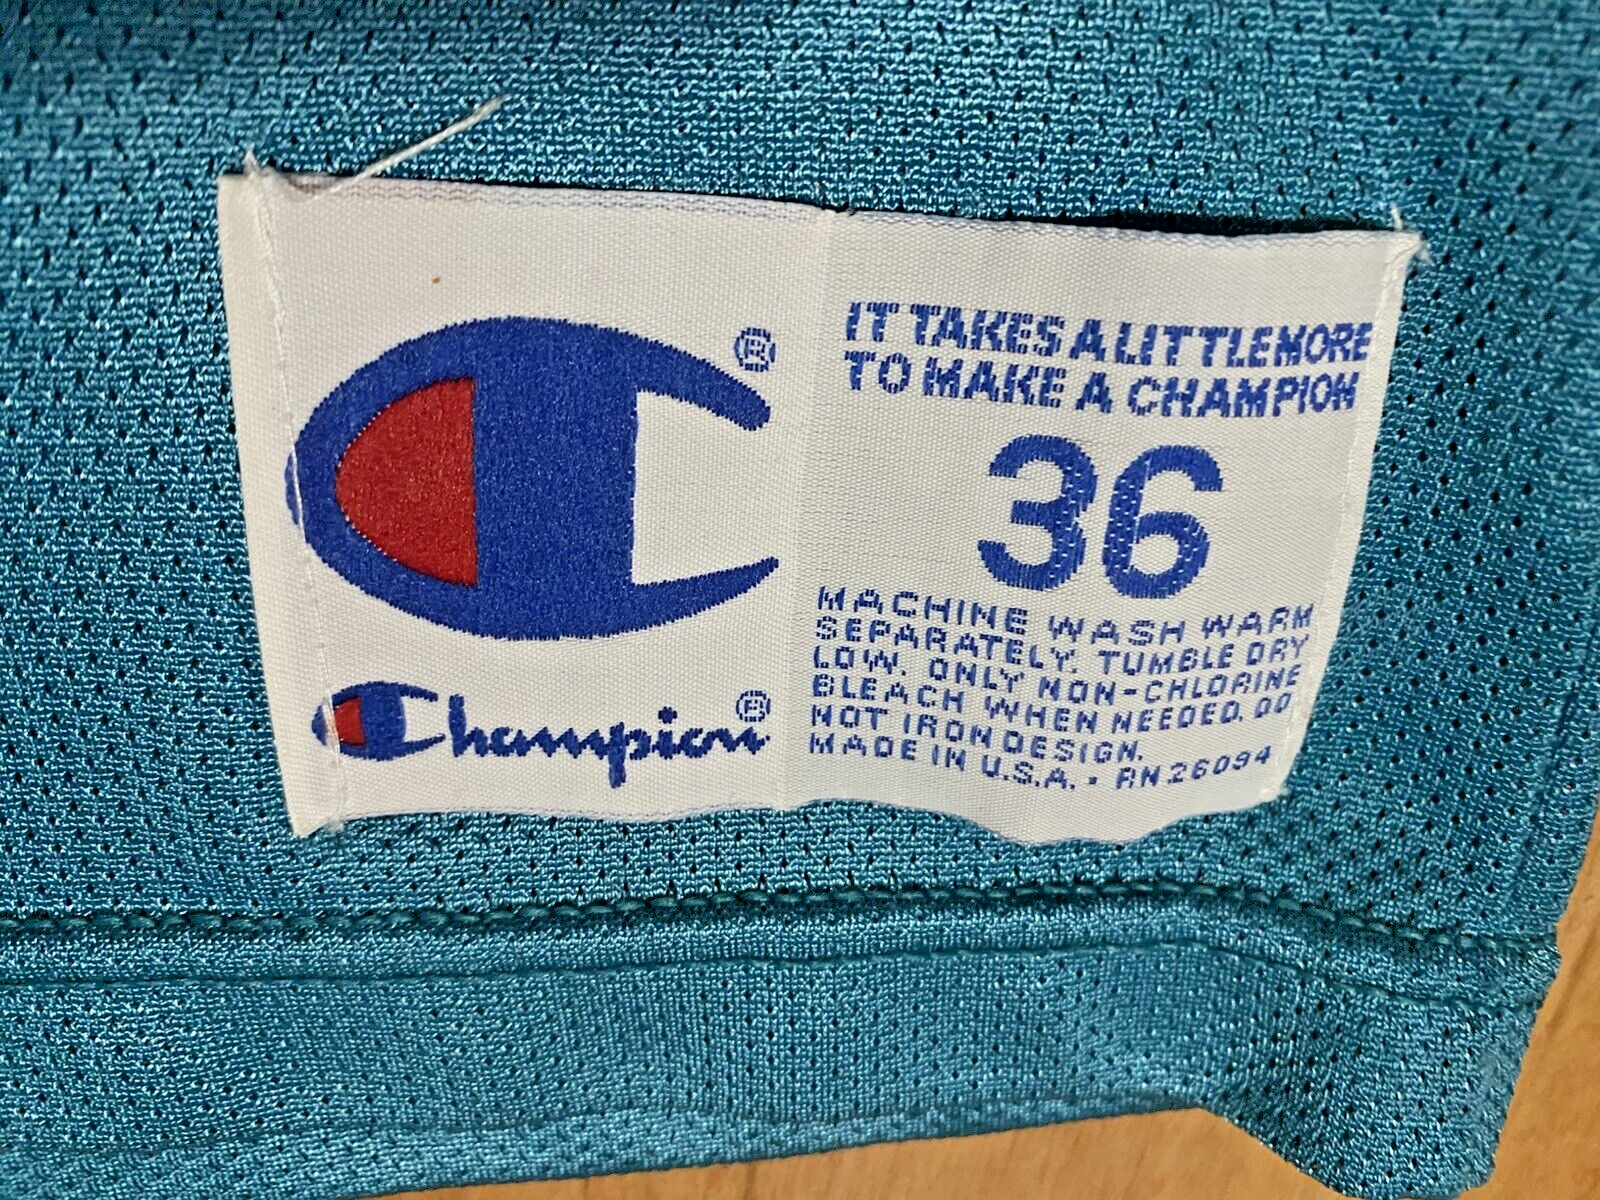 ®
Champion®
IT TAKES A LITTLE MORE
TO MAKE A CHAMPION
36
MACHINE WASH WARM
SEPARATELY. TUMBLE DRY
LOW. ONLY NON-CHLORINE
BLEACH WHEN NEEDED. DO
NOT IRON DESIGN.
MADE IN U.S.A. • RN 26094